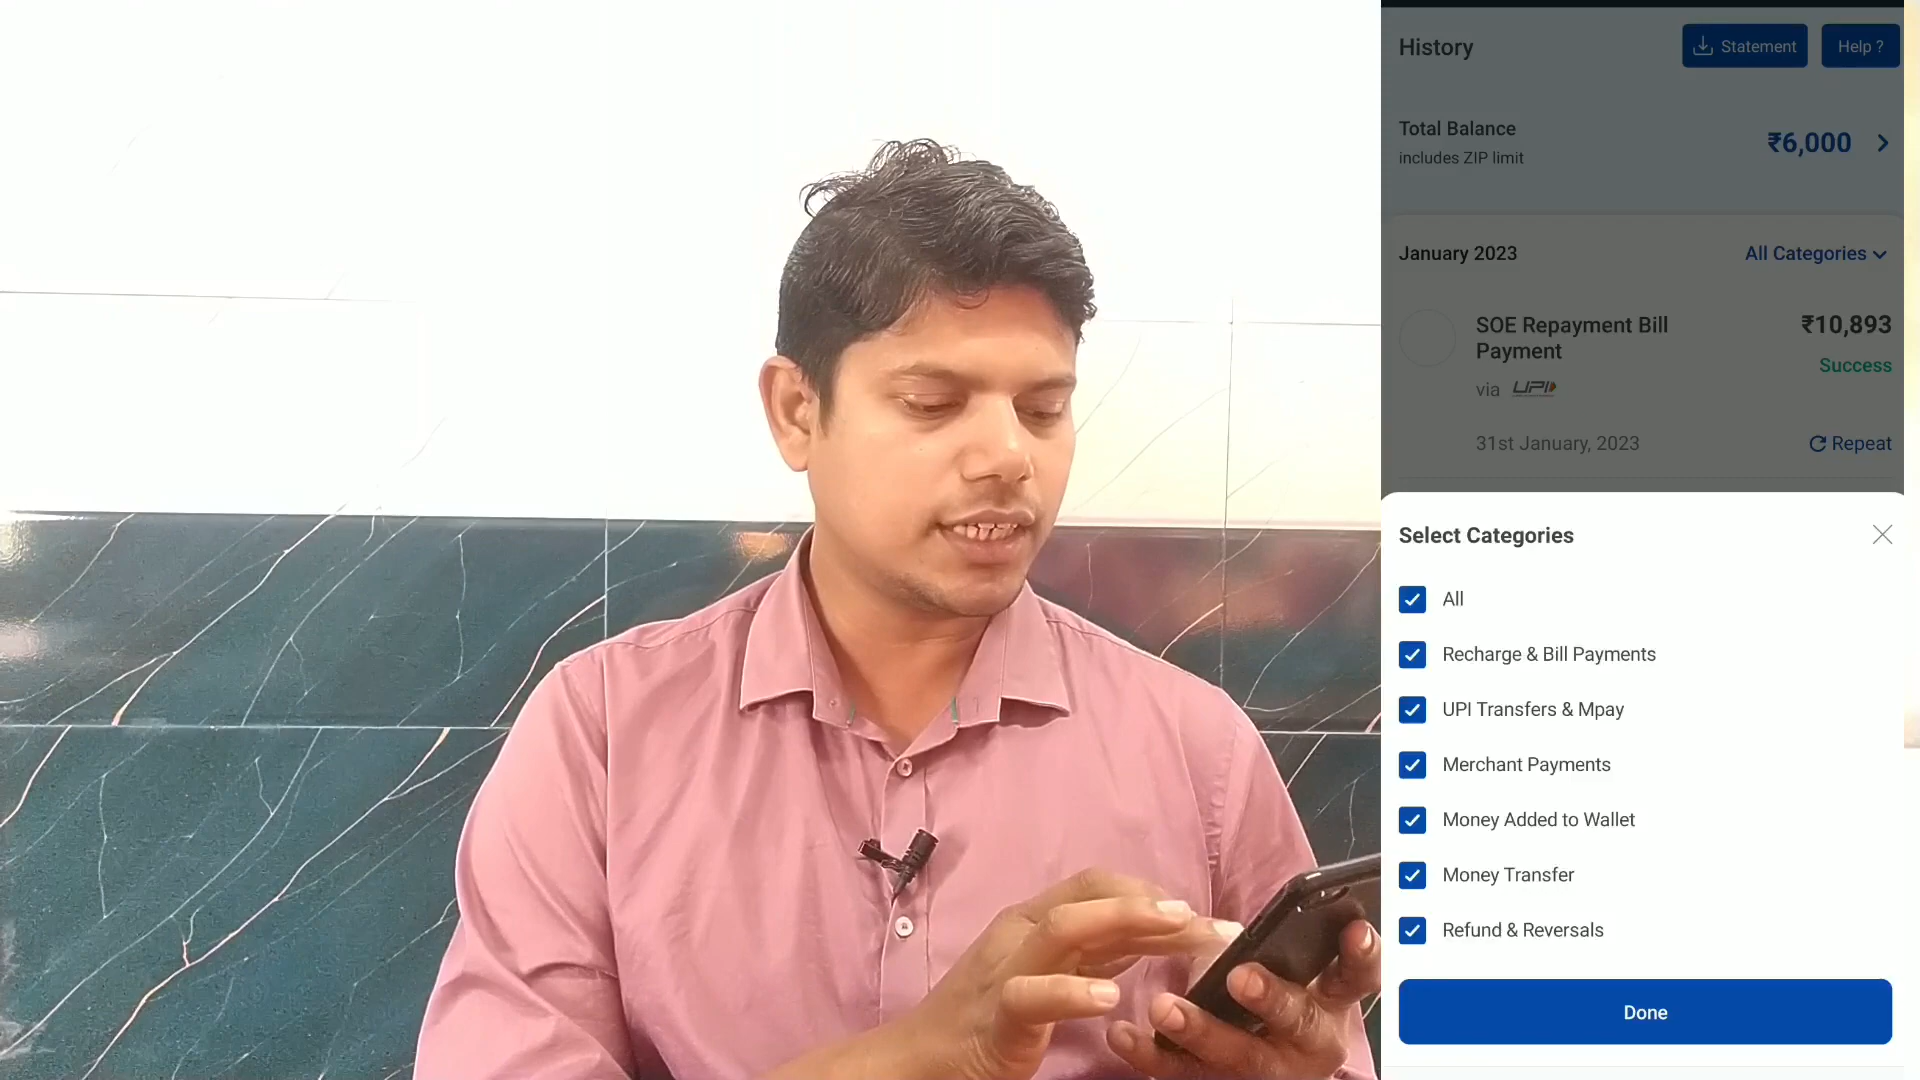 History
Statement
Help ?
Total Balance
includes ZIP limit
₹6,000
January 2023
All Categories
SOE Repayment Bill
Payment
₹10,893
Success
via UPI
31st January, 2023
Repeat
Select Categories
All
Recharge & Bill Payments
UPI Transfers & Mpay
Merchant Payments
Money Added to Wallet
Money Transfer
Refund & Reversals
Done